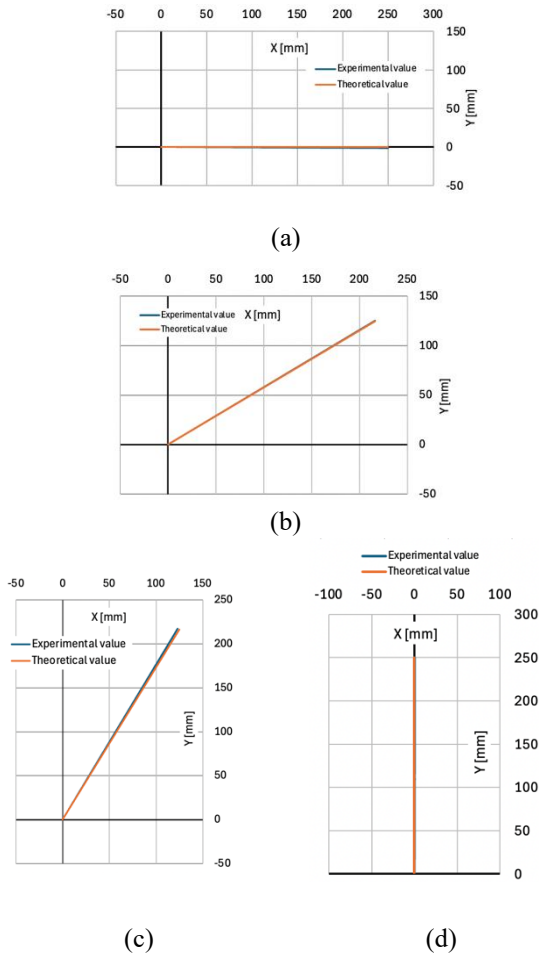 -50 0 50 100 150 200 250 300
X [mm]
Experimental value
Theoretical value
150
100
50
0
-50
Y [mm]
(a)
-50 0 50 100 150 200 250
Experimental value X [mm]
Theoretical value
150
100
50
0
-50
Y [mm]
(b)
-50 0 50 100 150
X [mm]
Experimental value
Theoretical value
250
200
150
100
50
0
-50
Y [mm]
(c)
Experimental value
Theoretical value
-100 -50 0 50 100
X [mm]
300
250
200
150
100
50
0
Y [mm]
(d)